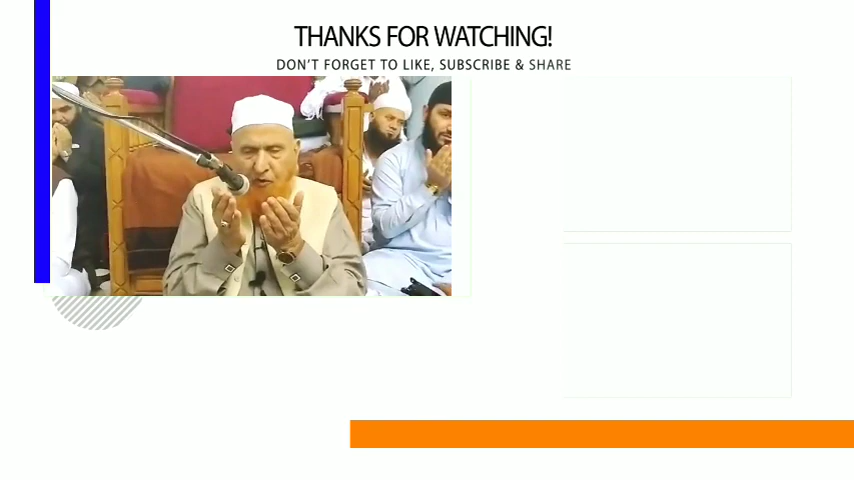 THANKS FOR WATCHING!
DON'T FORGET TO LIKE, SUBSCRIBE & SHARE